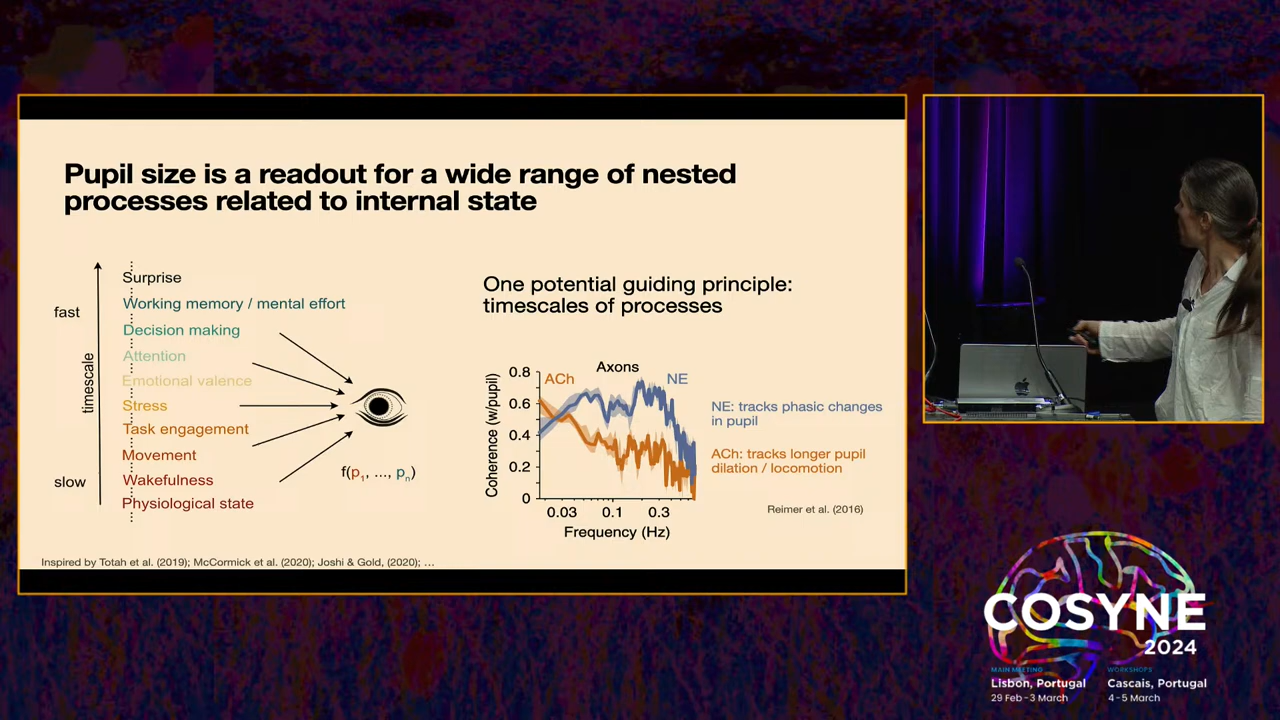 Pupil size is a readout for a wide range of nested
processes related to internal state
fast
timescale
slow
Surprise
Working memory / mental effort
Decision making
Attention
Emotional valence
Stress
Task engagement
Movement
Wakefulness
Physiological state
f(p1, ..., pn)
One potential guiding principle:
timescales of processes
Axons
ACh
NE
Coherence (w/pupil)
0.8
0.6
0.4
0.2
0
0.03
0.1
0.3
Frequency (Hz)
NE: tracks phasic changes
in pupil
ACh: tracks longer pupil
dilation / locomotion
Reimer et al. (2016)
Inspired by Totah et al. (2019); McCormick et al. (2020); Joshi & Gold, (2020); ...
COSYNE
2024
MAIN MEETING
Lisbon, Portugal
29 Feb - 3 March
WORKSHOPS
Cascais, Portugal
4 - 5 March